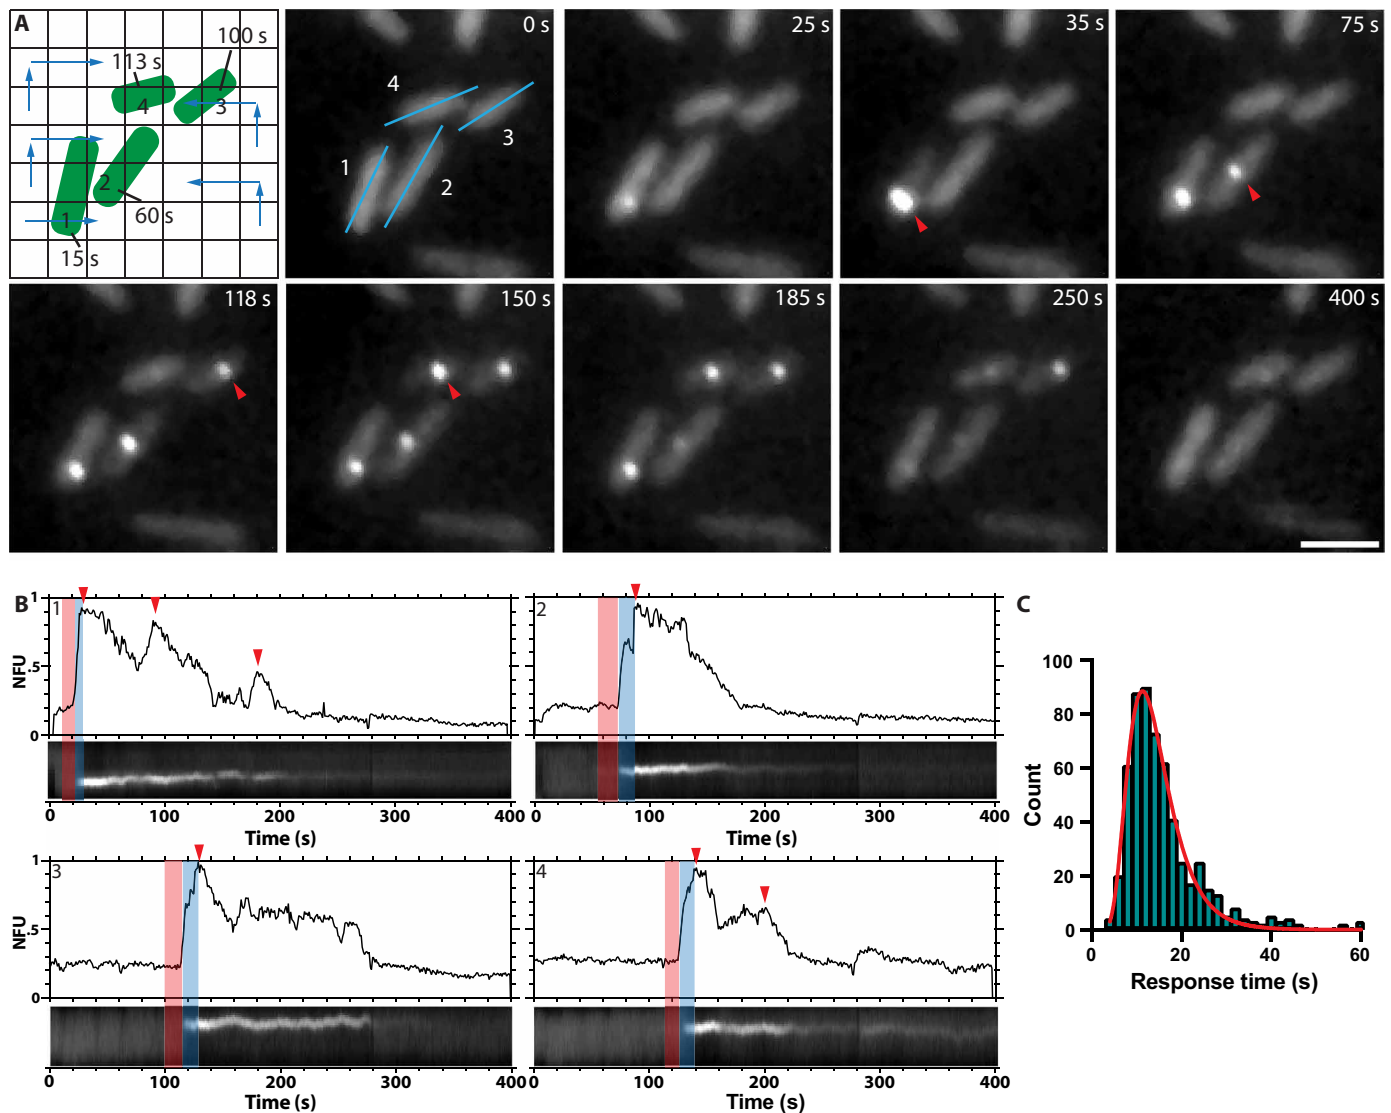 A
100 s
113 s
4
3
2
1
60 s
15 s
0 s
4
3
1
2
25 s
35 s
75 s
118 s
150 s
185 s
250 s
400 s
B
1
NFU
1
.5
0
0 100 200 300 400
Time (s)
2
0 100 200 300 400
Time (s)
3
NFU
1
.5
0
0 100 200 300 400
Time (s)
4
0 100 200 300 400
Time (s)
C
Count
100
80
60
40
20
0
0 20 40 60
Response time (s)